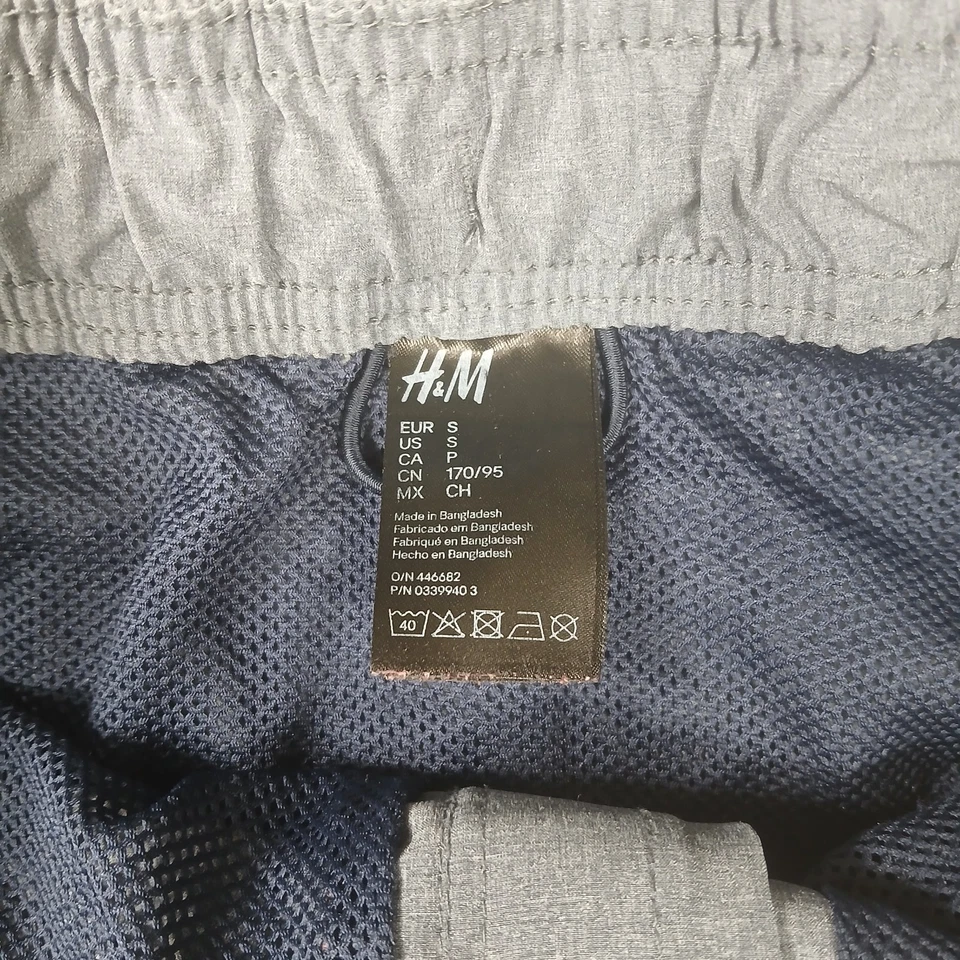 H&M
EUR S
US S
CA P
CN 170/95
MX CH
Made in Bangladesh
Fabricado em Bangladesh
Fabriqué en Bangladesh
Hecho en Bangladesh
O/N 446682
P/N 0339940 3
40